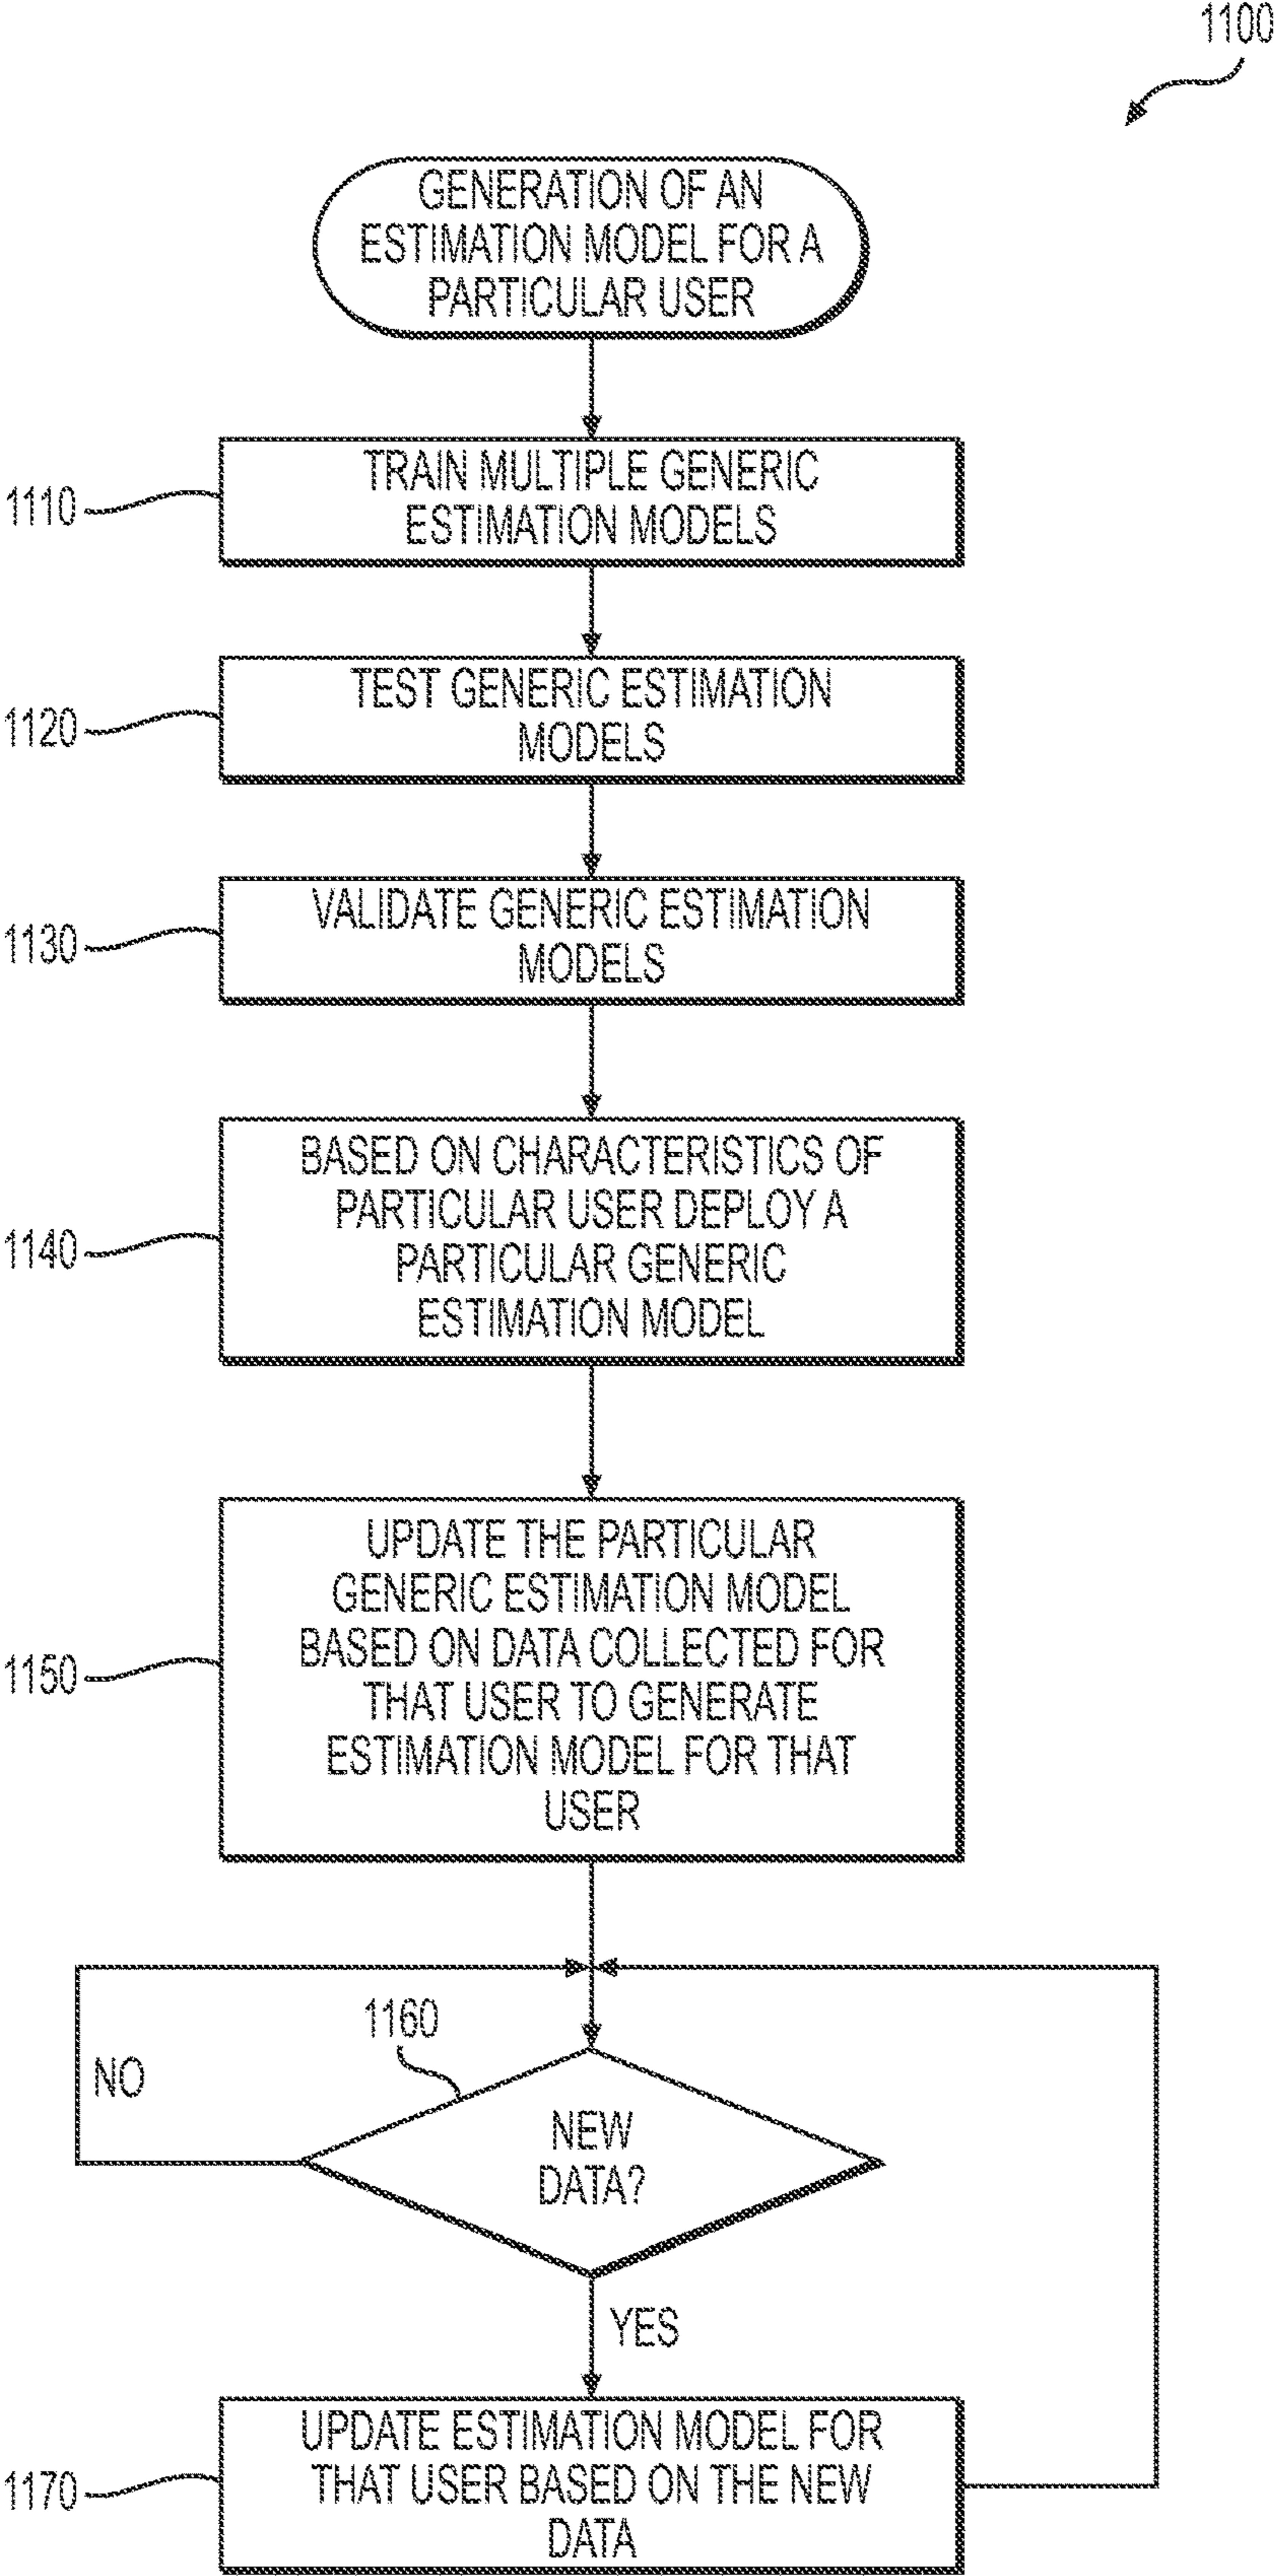 1100
GENERATION OF AN
ESTIMATION MODEL FOR A
PARTICULAR USER
1110
TRAIN MULTIPLE GENERIC
ESTIMATION MODELS
1120
TEST GENERIC ESTIMATION
MODELS
1130
VALIDATE GENERIC ESTIMATION
MODELS
1140
BASED ON CHARACTERISTICS OF
PARTICULAR USER DEPLOY A
PARTICULAR GENERIC
ESTIMATION MODEL
1150
UPDATE THE PARTICULAR
GENERIC ESTIMATION MODEL
BASED ON DATA COLLECTED FOR
THAT USER TO GENERATE
ESTIMATION MODEL FOR THAT
USER
1160
NO
NEW
DATA?
YES
1170
UPDATE ESTIMATION MODEL FOR
THAT USER BASED ON THE NEW
DATA